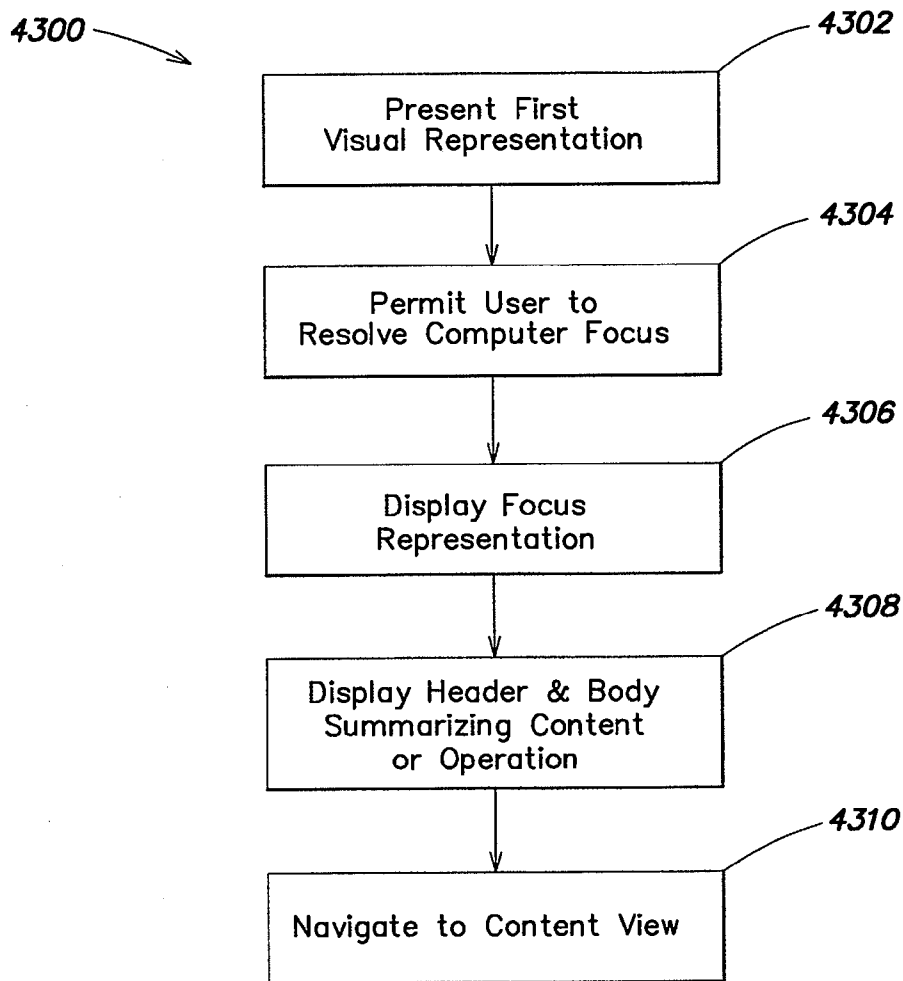 4300
4302
Present First
Visual Representation
4304
Permit User to
Resolve Computer Focus
4306
Display Focus
Representation
4308
Display Header & Body
Summarizing Content
or Operation
4310
Navigate to Content View